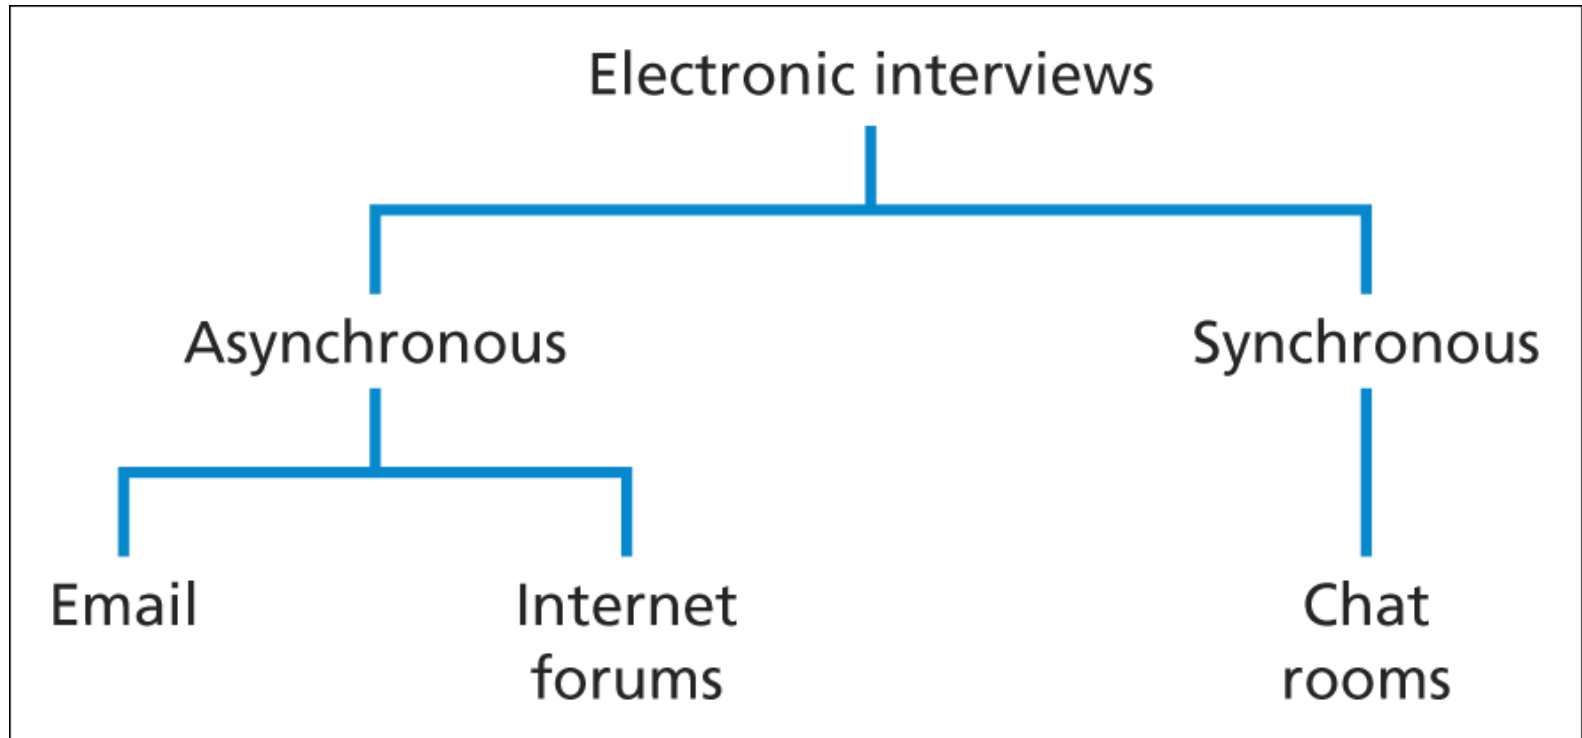 Electronic interviews
Asynchronous
Synchronous
Email
Internet
forums
Chat
rooms